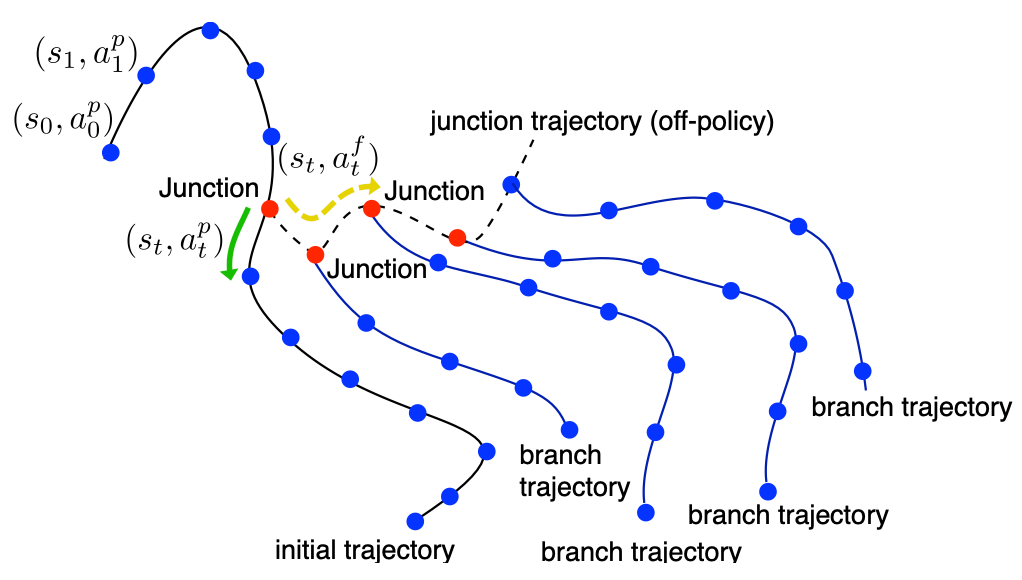 $(s_1, a_1^p)$
$(s_0, a_0^p)$
junction trajectory (off-policy)
$(s_t, a_t^f)$
Junction
Junction
$(s_t, a_t^p)$
Junction
branch trajectory
branch
trajectory
branch trajectory
initial trajectory
branch trajectory